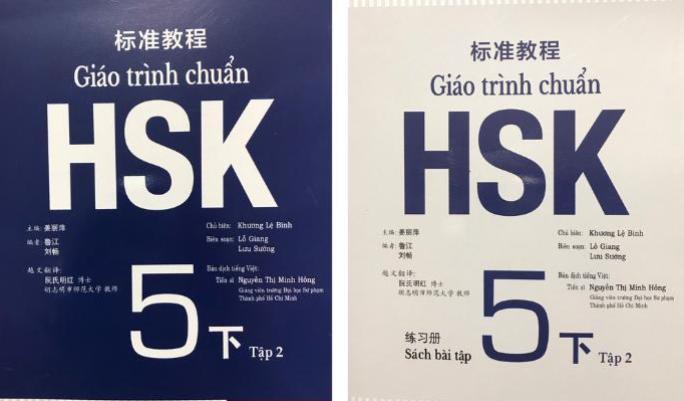 标准教程
Giáo trình chuẩn
HSK
主编: 姜丽萍
编者: 鲁江
刘畅
Chủ biên: Khương Lệ Bình
Biên soạn: Lỗ Giang
Lưu Sướng
越文翻译:
阮氏明红 博士
胡志明市师范大学 教师
Bản dịch tiếng Việt:
Tiến sĩ Nguyễn Thị Minh Hồng
Giảng viên trường Đại học Sư phạm
Thành phố Hồ Chí Minh
5下 Tập 2
标准教程
Giáo trình chuẩn
HSK
主编: 姜丽萍
编者: 鲁江
刘畅
Chủ biên: Khương Lệ Bình
Biên soạn: Lỗ Giang
Lưu Sướng
越文翻译:
阮氏明红 博士
胡志明市师范大学 教师
Bản dịch tiếng Việt:
Tiến sĩ Nguyễn Thị Minh Hồng
Giảng viên trường Đại học Sư phạm
Thành phố Hồ Chí Minh
练习册
Sách bài tập
5下 Tập 2